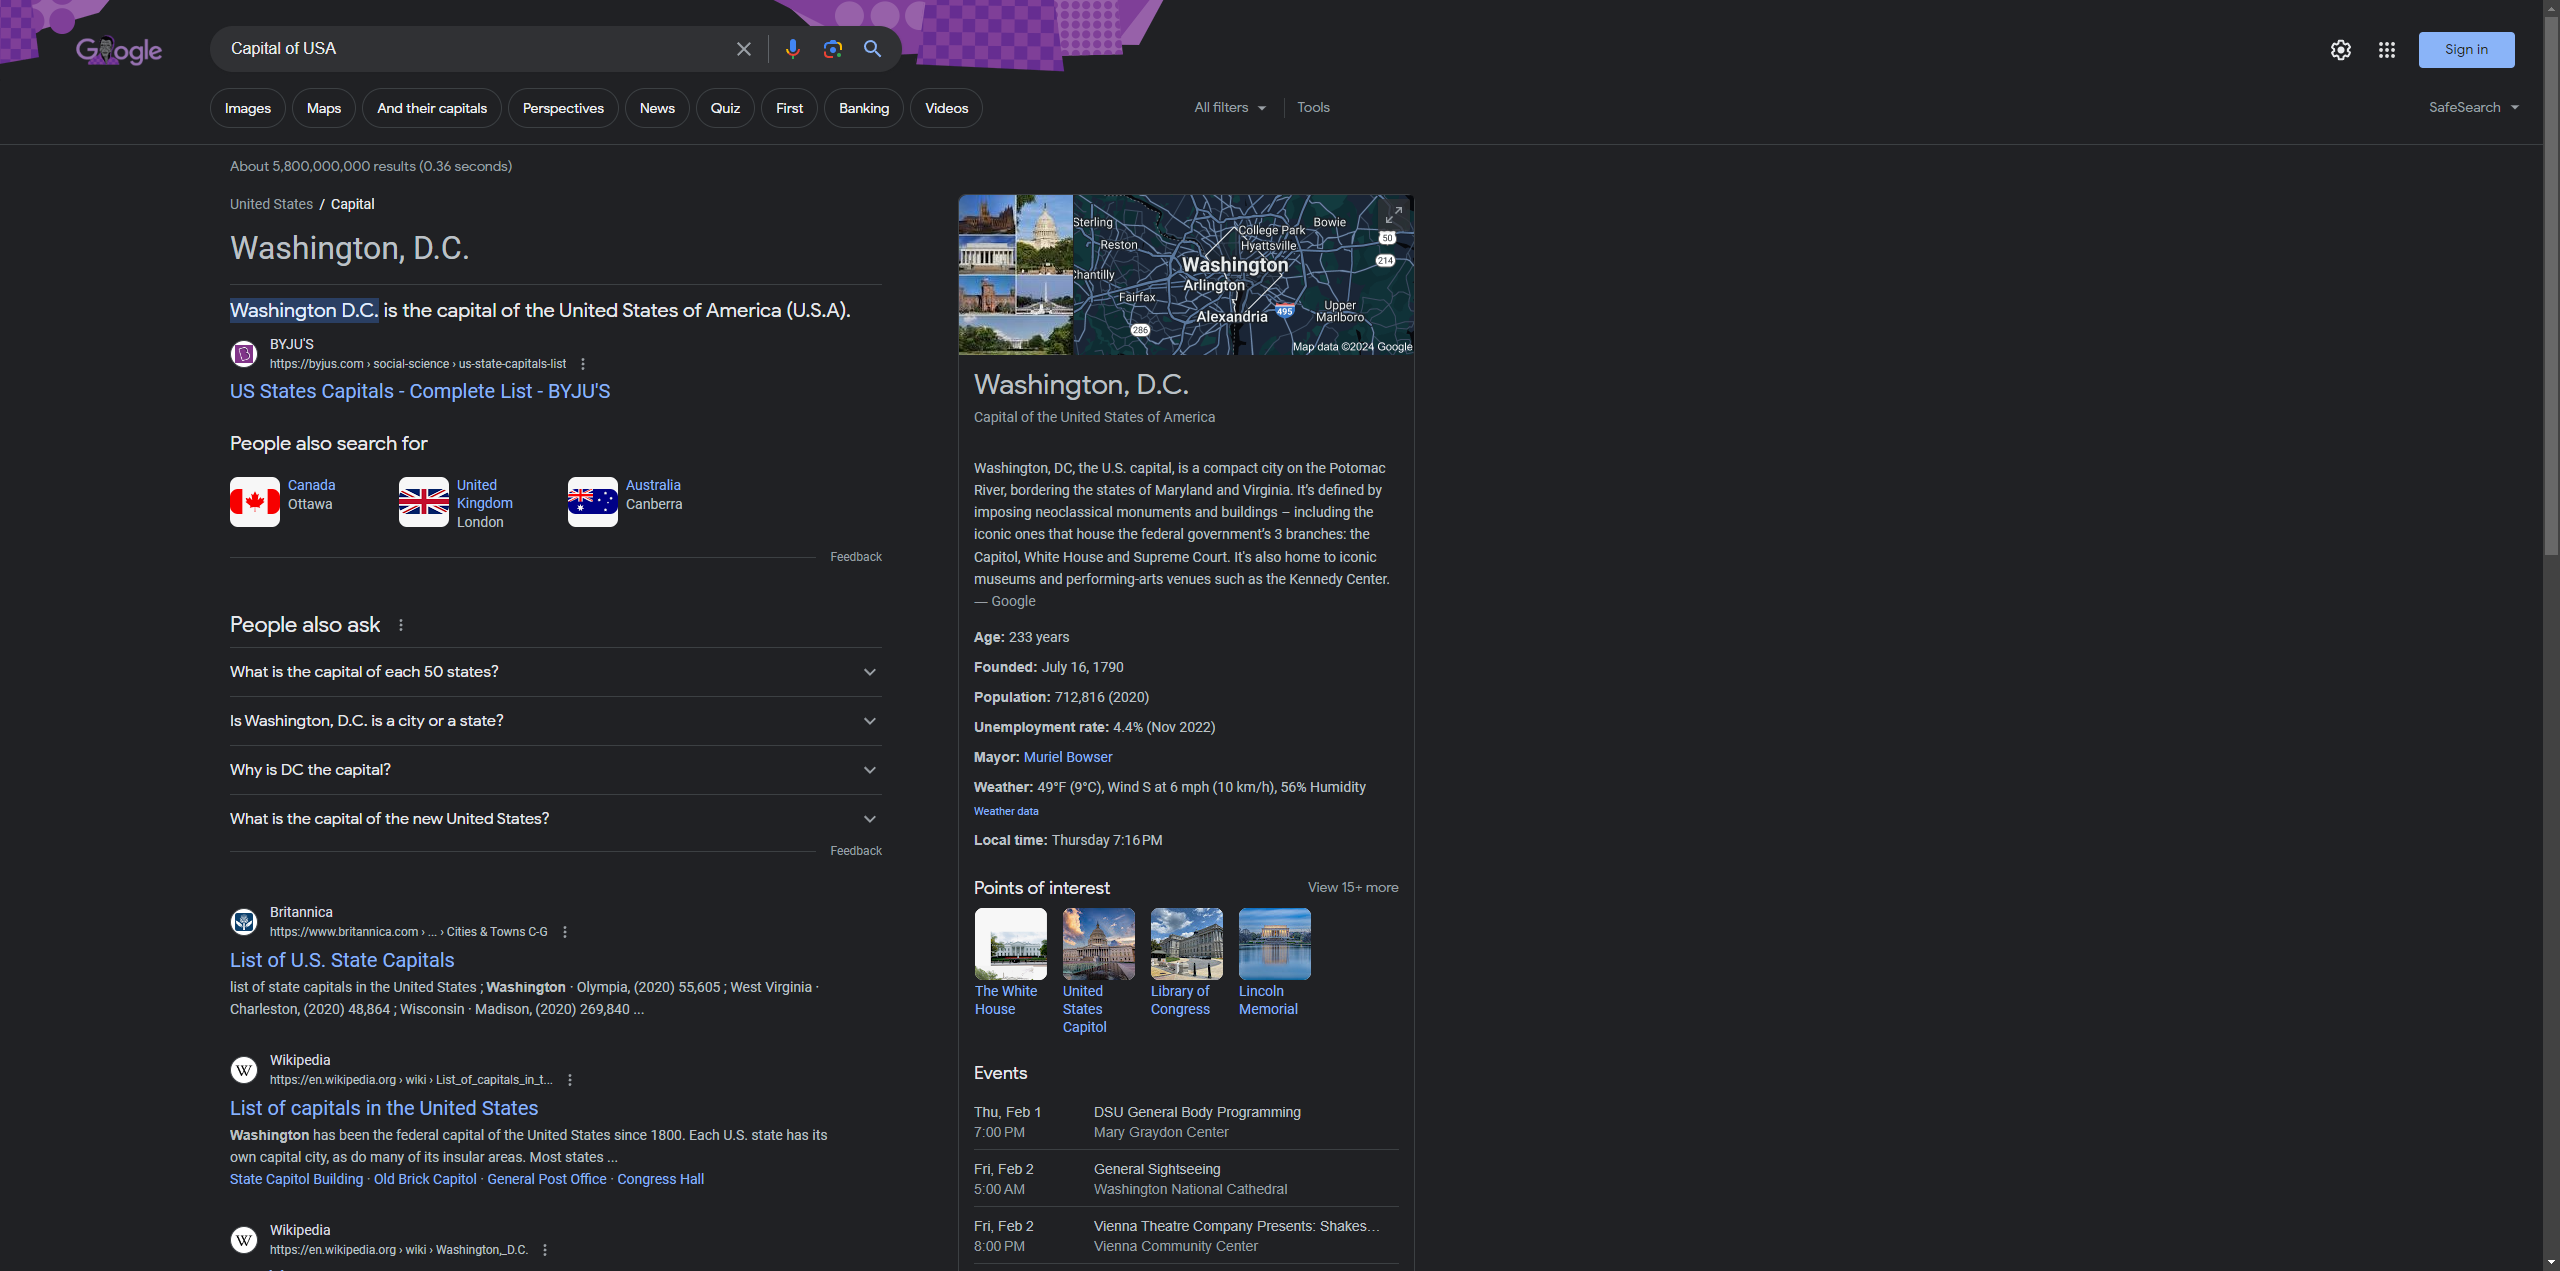 Google
Capital of USA
Sign in
Images
Maps
And their capitals
Perspectives
News
Quiz
First
Banking
Videos
All filters
Tools
SafeSearch
About 5,800,000,000 results (0.36 seconds)
United States / Capital
Washington, D.C.
Washington D.C. is the capital of the United States of America (U.S.A).
BYJU'S
https://byjus.com › social-science › us-state-capitals-list
US States Capitals - Complete List - BYJU'S
People also search for
Canada
Ottawa
United
Kingdom
London
Australia
Canberra
Feedback
People also ask
What is the capital of each 50 states?
Is Washington, D.C. is a city or a state?
Why is DC the capital?
What is the capital of the new United States?
Feedback
Britannica
https://www.britannica.com › ... › Cities & Towns C-G
List of U.S. State Capitals
list of state capitals in the United States ; Washington · Olympia, (2020) 55,605 ; West Virginia ·
Charleston, (2020) 48,864 ; Wisconsin · Madison, (2020) 269,840 ...
W
Wikipedia
https://en.wikipedia.org › wiki › List_of_capitals_in_t...
List of capitals in the United States
Washington has been the federal capital of the United States since 1800. Each U.S. state has its
own capital city, as do many of its insular areas. Most states ...
State Capitol Building · Old Brick Capitol · General Post Office · Congress Hall
W
Wikipedia
https://en.wikipedia.org › wiki › Washington,_D.C.
Sterling
Reston
hantilly
Fairfax
286
College Park
Hyattsville
Bowie
50
214
Washington
Arlington
Alexandria
495
Upper
Marlboro
Map data ©2024 Google
Washington, D.C.
Capital of the United States of America
Washington, DC, the U.S. capital, is a compact city on the Potomac
River, bordering the states of Maryland and Virginia. It's defined by
imposing neoclassical monuments and buildings – including the
iconic ones that house the federal government's 3 branches: the
Capitol, White House and Supreme Court. It's also home to iconic
museums and performing-arts venues such as the Kennedy Center.
— Google
Age: 233 years
Founded: July 16, 1790
Population: 712,816 (2020)
Unemployment rate: 4.4% (Nov 2022)
Mayor: Muriel Bowser
Weather: 49°F (9°C), Wind S at 6 mph (10 km/h), 56% Humidity
Weather data
Local time: Thursday 7:16 PM
Points of interest
View 15+ more
The White
House
United
States
Capitol
Library of
Congress
Lincoln
Memorial
Events
Thu, Feb 1
7:00 PM
DSU General Body Programming
Mary Graydon Center
Fri, Feb 2
5:00 AM
General Sightseeing
Washington National Cathedral
Fri, Feb 2
8:00 PM
Vienna Theatre Company Presents: Shakes...
Vienna Community Center